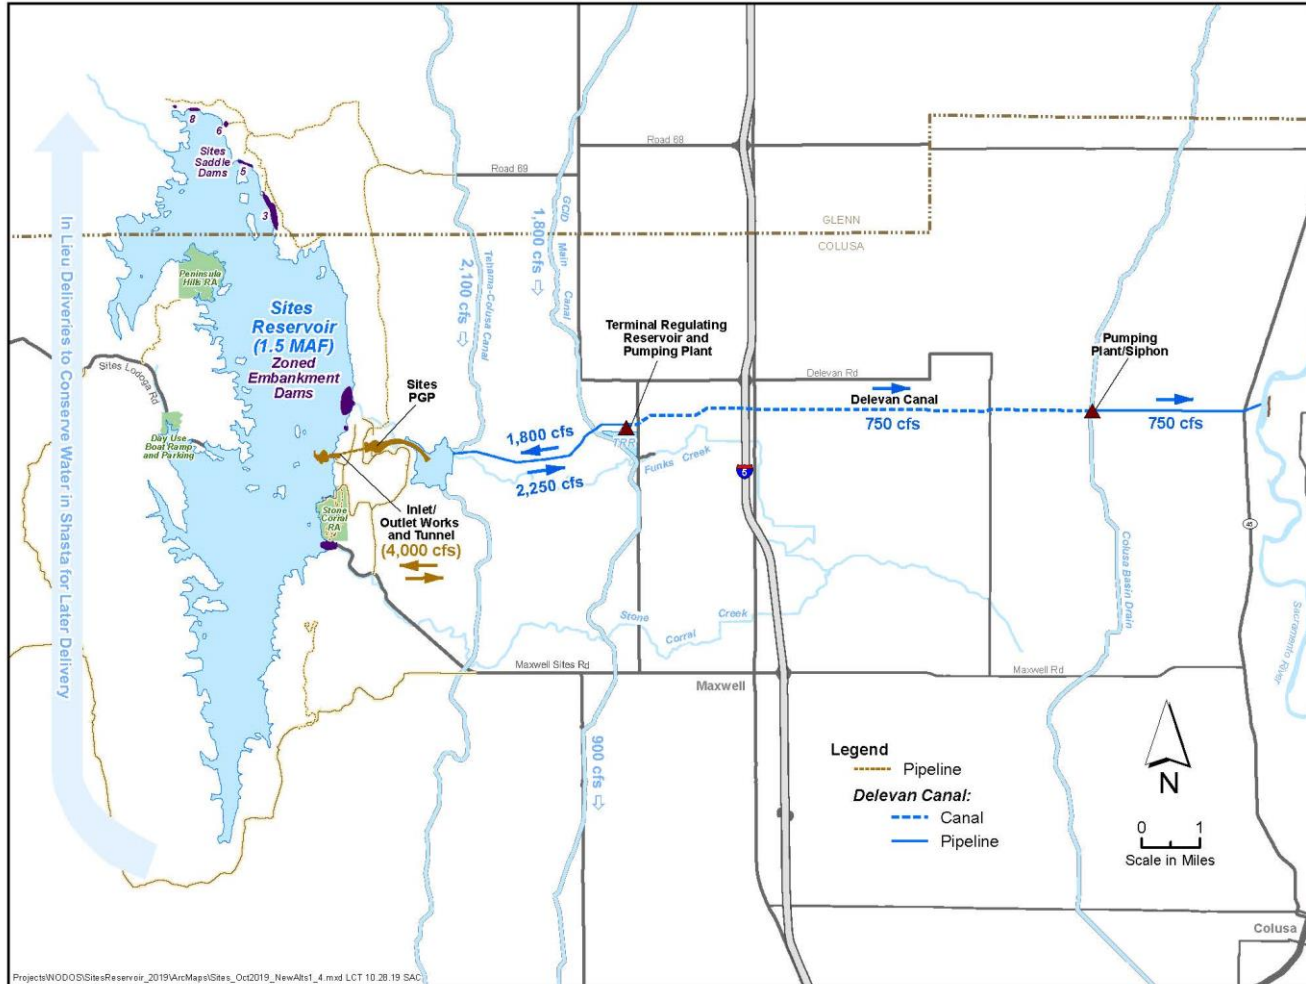 8
6
Sites
Saddle
Dams
5
3
Road 68
Road 69
GLENN
COLUSA
GCID Main Canal
1,800 cfs
Tehama-Colusa Canal
2,100 cfs
In Lieu Deliveries to Conserve Water in Shasta for Later Delivery
Peninsula
Hills RA
Sites
Reservoir
(1.5 MAF)
Zoned
Embankment
Dams
Sites Lodoga Rd
Day Use
Boat Ramp
and Parking
Sites
PGP
Terminal Regulating
Reservoir and
Pumping Plant
Pumping
Plant/Siphon
Delevan Rd
Delevan Canal
750 cfs
750 cfs
1,800 cfs
2,250 cfs
TRR
Funks Creek
5
45
Stone
Corral
RA
Inlet/
Outlet Works
and Tunnel
(4,000 cfs)
Stone Corral Creek
Colusa Basin Drain
Sacramento River
Maxwell Sites Rd
Maxwell Rd
Maxwell
900 cfs
Legend
Pipeline
Delevan Canal:
Canal
Pipeline
N
0 1
Scale in Miles
Colusa
Projects\NODOS\SitesReservoir_2019\ArcMaps\Sites_Oct2019_NewAlts1_4.mxd LCT 10.28.19 SAC